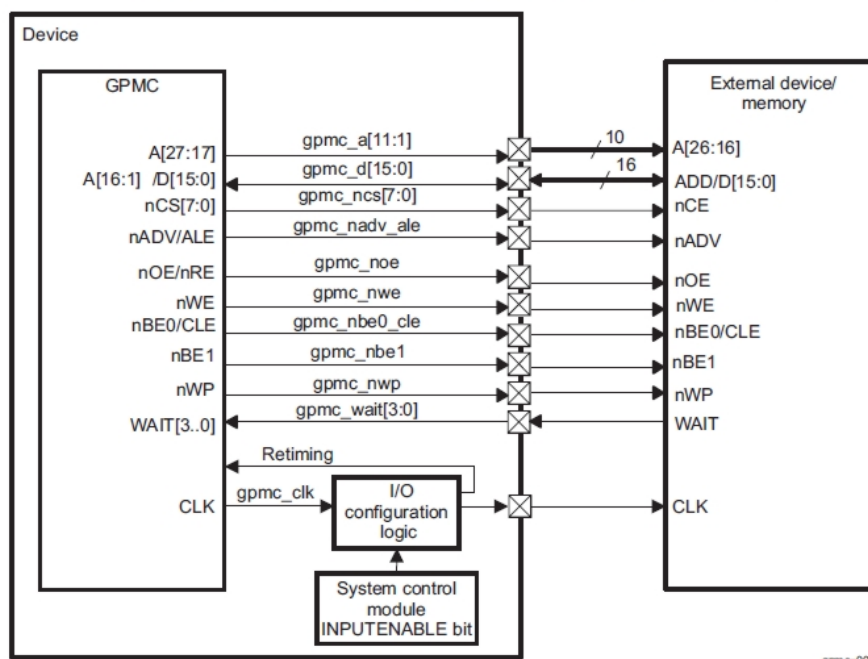 Device
GPMC
External device/
memory
A[27:17]
gpmc_a[11:1]
10
A[26:16]
A[16:1] /D[15:0]
gpmc_d[15:0]
16
ADD/D[15:0]
nCS[7:0]
gpmc_ncs[7:0]
nCE
nADV/ALE
gpmc_nadv_ale
nADV
nOE/nRE
gpmc_noe
nOE
nWE
gpmc_nwe
nWE
nBE0/CLE
gpmc_nbe0_cle
nBE0/CLE
nBE1
gpmc_nbe1
nBE1
nWP
gpmc_nwp
nWP
WAIT[3..0]
gpmc_wait[3:0]
WAIT
Retiming
CLK
gpmc_clk
I/O
configuration
logic
CLK
System control
module
INPUTENABLE bit